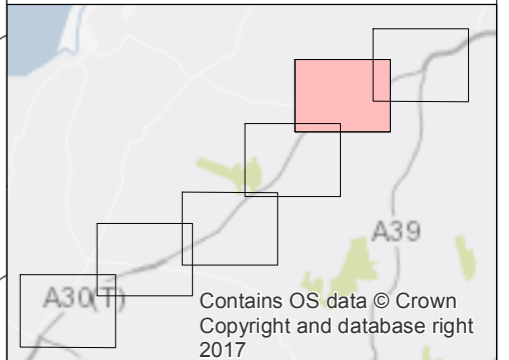 A39
A30(T)
Contains OS data © Crown
Copyright and database right
2017